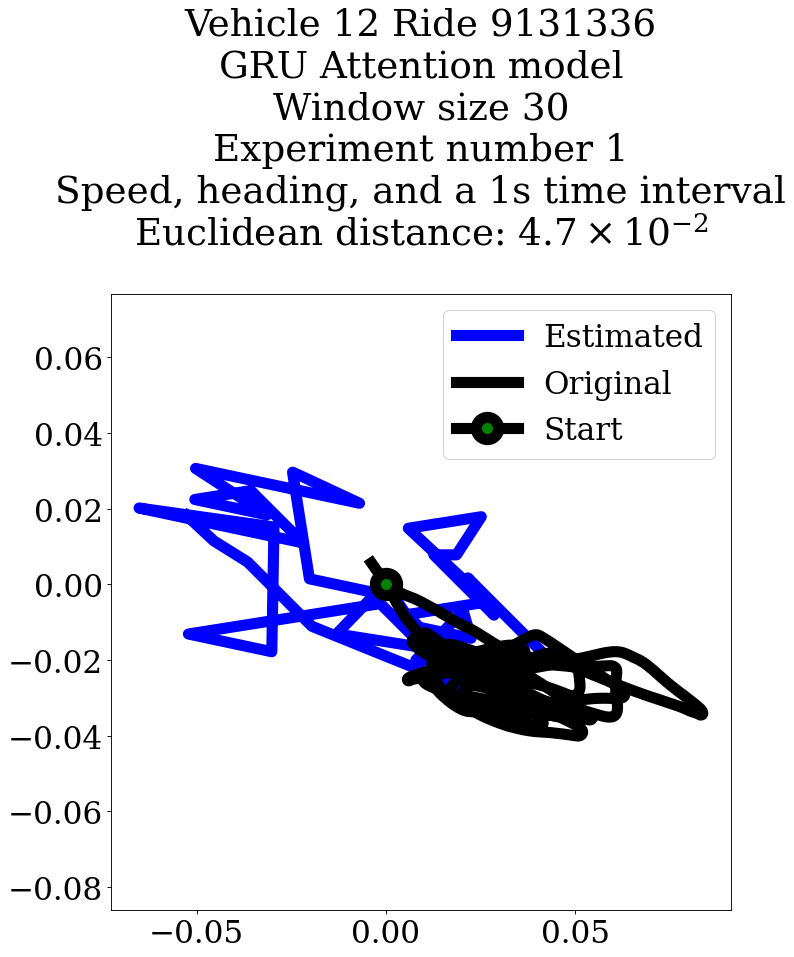 Vehicle 12 Ride 9131336
GRU Attention model
Window size 30
Experiment number 1
Speed, heading, and a 1s time interval
Euclidean distance: 4.7 × 10⁻²
Estimated
Original
Start
0.06
0.04
0.02
0.00
−0.02
−0.04
−0.06
−0.08
−0.05 0.00 0.05